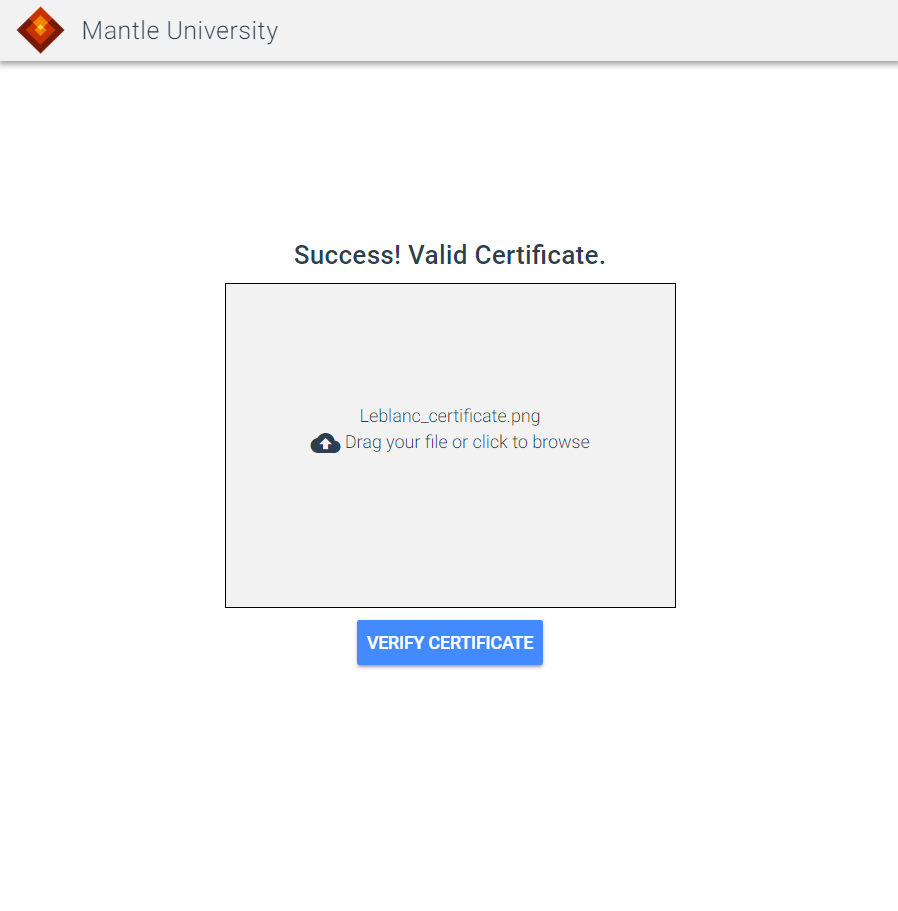 Mantle University
Success! Valid Certificate.
Leblanc_certificate.png
Drag your file or click to browse
VERIFY CERTIFICATE